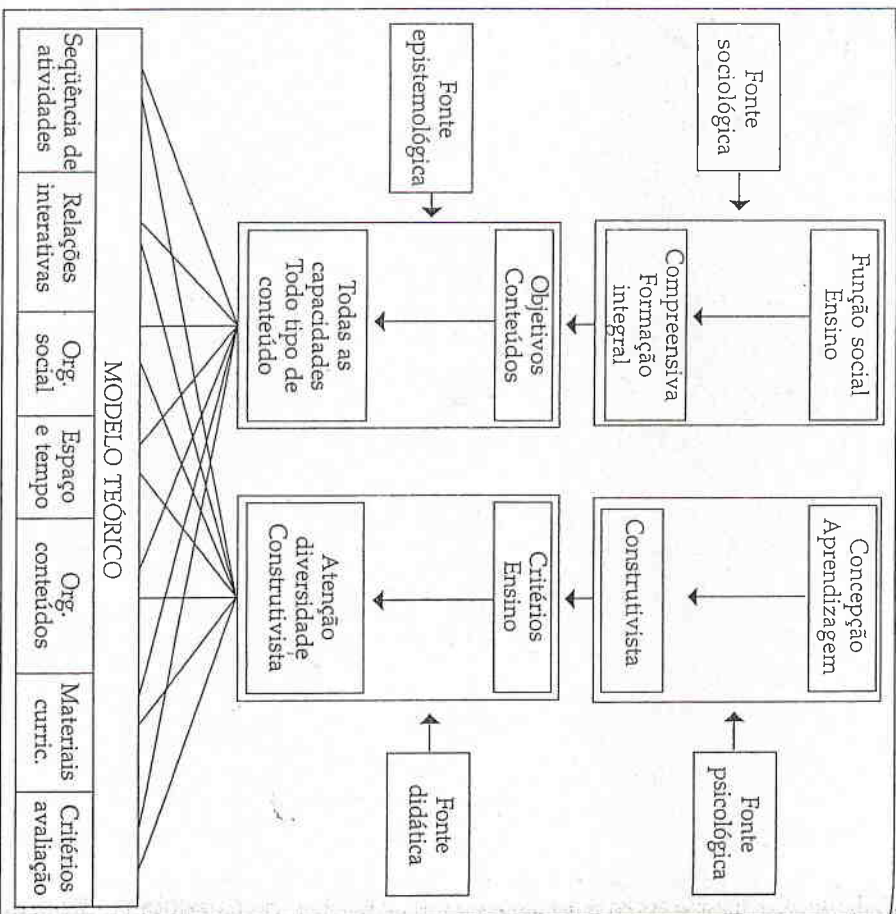 Fonte
sociológica
Função social
Ensino
Compreensiva
Formação
integral
Concepção
Aprendizagem
Construtivista
Fonte
psicológica
Fonte
epistemológica
Objetivos
Conteúdos
Todas as
capacidades
Todo tipo de
conteúdo
Critérios
Ensino
Atenção
diversidade
Construtivista
Fonte
didática
MODELO TEÓRICO
Seqüência de
atividades
Relações
interativas
Org.
social
Espaço
e tempo
Org.
conteúdos
Materiais
curric.
Critérios
avaliação